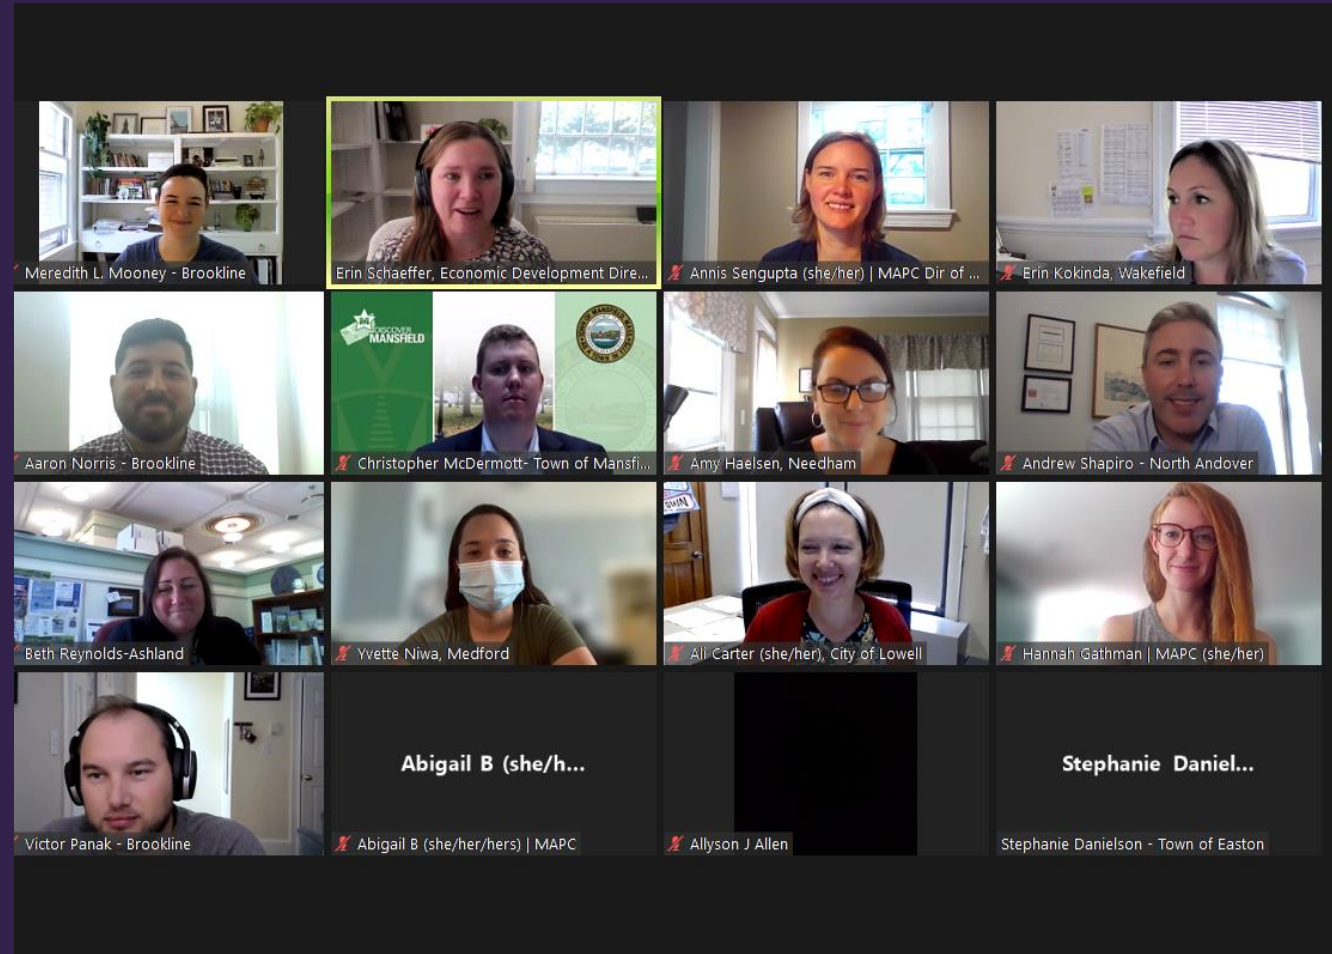 Meredith L. Mooney - Brookline
Erin Schaeffer, Economic Development Dire...
Annis Sengupta (she/her) | MAPC Dir of ...
Erin Kokinda, Wakefield
DISCOVER
MANSFIELD
Aaron Norris - Brookline
Christopher McDermott- Town of Mansfi...
Amy Haelsen, Needham
Andrew Shapiro - North Andover
Beth Reynolds-Ashland
Yvette Niwa, Medford
Ali Carter (she/her), City of Lowell
Hannah Gathman | MAPC (she/her)
Victor Panak - Brookline
Abigail B (she/h...
Abigail B (she/her/hers) | MAPC
Allyson J Allen
Stephanie Daniel...
Stephanie Danielson - Town of Easton